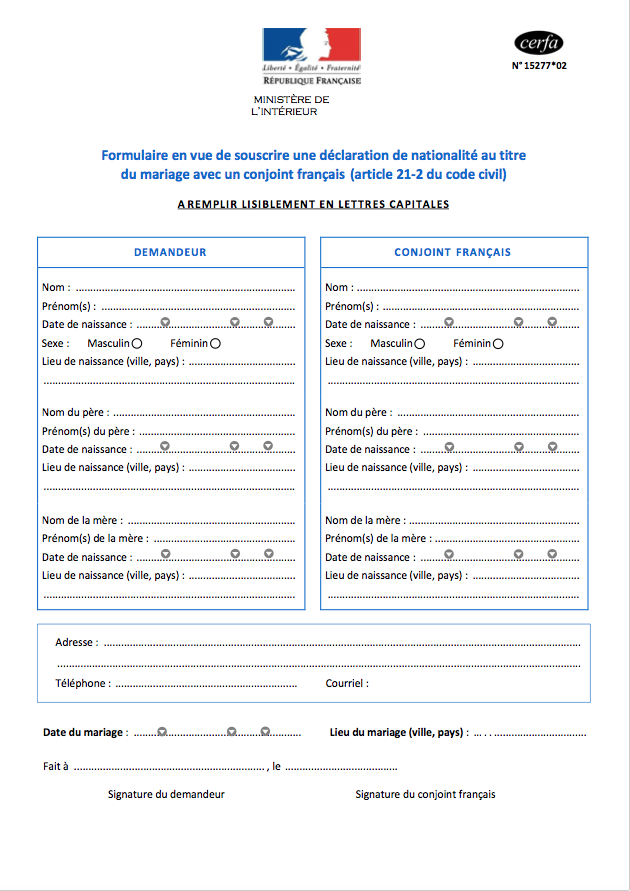 cerfa
N° 15277*02
Liberté • Égalité • Fraternité
RÉPUBLIQUE FRANÇAISE
MINISTÈRE DE
L'INTÉRIEUR
Formulaire en vue de souscrire une déclaration de nationalité au titre
du mariage avec un conjoint français (article 21-2 du code civil)
A REMPLIR LISIBLEMENT EN LETTRES CAPITALES
DEMANDEUR
Nom :
Prénom(s) :
Date de naissance :
Sexe : Masculin Féminin
Lieu de naissance (ville, pays) :
Nom du père :
Prénom(s) du père :
Date de naissance :
Lieu de naissance (ville, pays) :
Nom de la mère :
Prénom(s) de la mère :
Date de naissance :
Lieu de naissance (ville, pays) :
CONJOINT FRANÇAIS
Nom :
Prénom(s) :
Date de naissance :
Sexe : Masculin Féminin
Lieu de naissance (ville, pays) :
Nom du père :
Prénom(s) du père :
Date de naissance :
Lieu de naissance (ville, pays) :
Nom de la mère :
Prénom(s) de la mère :
Date de naissance :
Lieu de naissance (ville, pays) :
Adresse :
Téléphone : Courriel :
Date du mariage : Lieu du mariage (ville, pays) :
Fait à , le
Signature du demandeur Signature du conjoint français